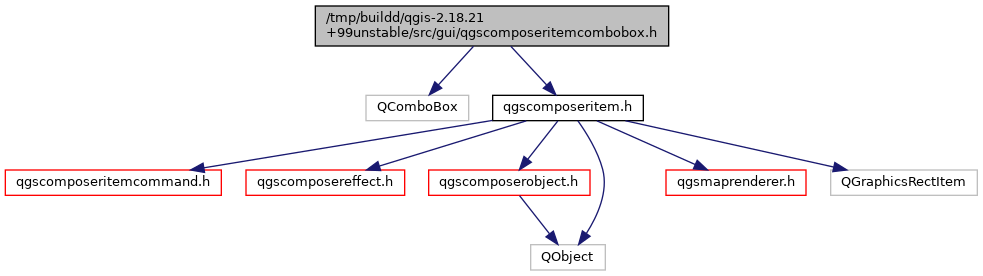 /tmp/buildd/qgis-2.18.21
+99unstable/src/gui/qgscomposeritemcombobox.h
QComboBox
qgscomposeritem.h
qgscomposeritemcommand.h
qgscomposereffect.h
qgscomposerobject.h
qgsmaprenderer.h
QGraphicsRectItem
QObject